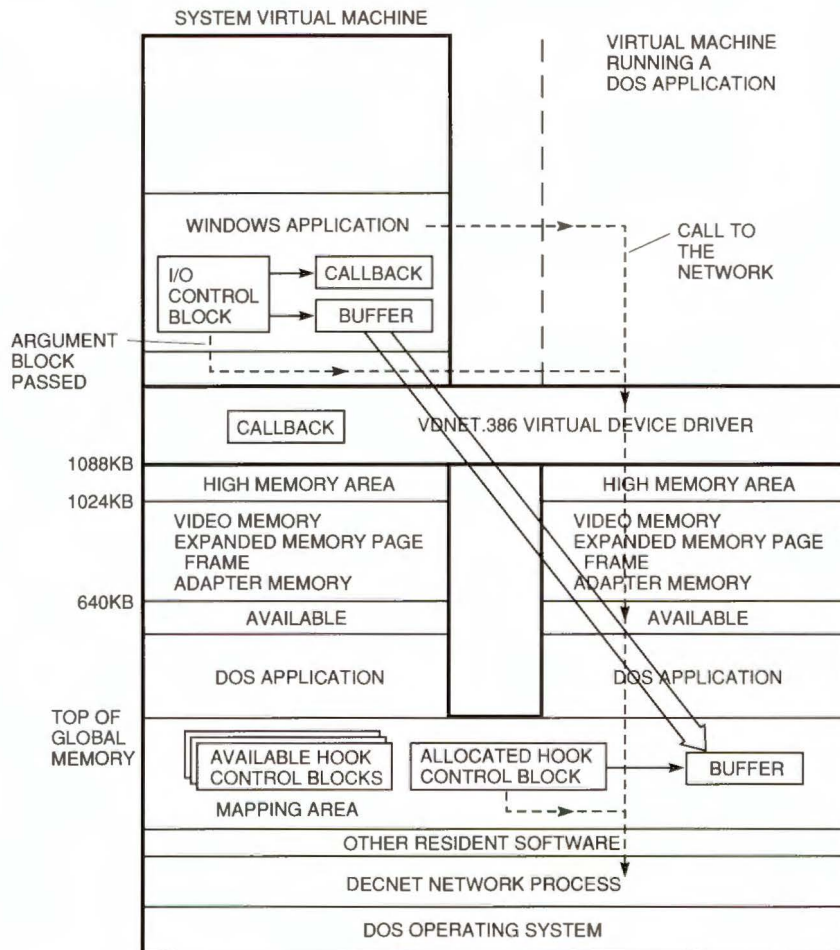 SYSTEM VIRTUAL MACHINE
VIRTUAL MACHINE
RUNNING A
DOS APPLICATION
WINDOWS APPLICATION
CALL TO
THE
NETWORK
I/O
CONTROL
BLOCK
CALLBACK
BUFFER
ARGUMENT
BLOCK
PASSED
CALLBACK
VDNET.386 VIRTUAL DEVICE DRIVER
1088KB
HIGH MEMORY AREA
HIGH MEMORY AREA
1024KB
VIDEO MEMORY
EXPANDED MEMORY PAGE
FRAME
ADAPTER MEMORY
VIDEO MEMORY
EXPANDED MEMORY PAGE
FRAME
ADAPTER MEMORY
640KB
AVAILABLE
AVAILABLE
DOS APPLICATION
DOS APPLICATION
TOP OF
GLOBAL
MEMORY
AVAILABLE HOOK
CONTROL BLOCKS
ALLOCATED HOOK
CONTROL BLOCK
BUFFER
MAPPING AREA
OTHER RESIDENT SOFTWARE
DECNET NETWORK PROCESS
DOS OPERATING SYSTEM